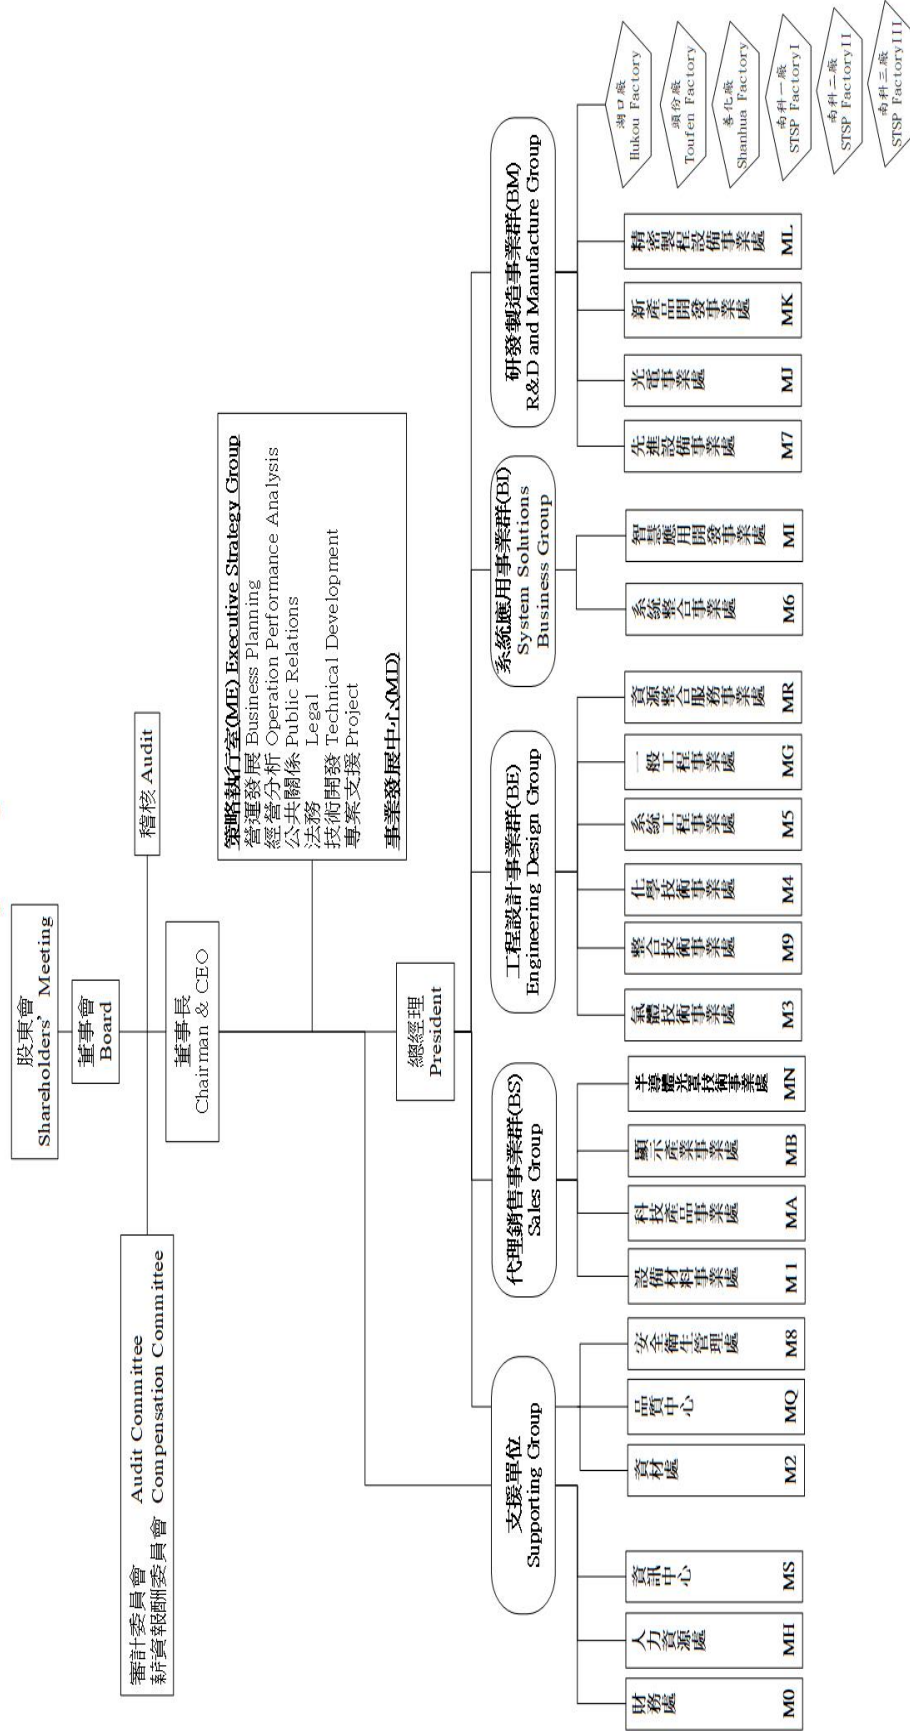 股東會
Shareholders' Meeting
董事會
Board
審計委員會 Audit Committee
薪資報酬委員會 Compensation Committee
稽核 Audit
董事長
Chairman & CEO
策略執行室(ME) Executive Strategy Group
營運發展 Business Planning
經營分析 Operation Performance Analysis
公共關係 Public Relations
法務 Legal
技術開發 Technical Development
專案支援 Project
事業發展中心(MD)
總經理
President
支援單位
Supporting Group
代理銷售事業群(BS)
Sales Group
工程設計事業群(BE)
Engineering Design Group
系統應用事業群(BI)
System Solutions
Business Group
研發製造事業群(BM)
R&D and Manufacture Group
財務處
M0
人力資源處
MH
資訊中心
MS
資材處
M2
品質中心
MQ
安全衛生管理處
M8
設備材料事業處
M1
科技產品事業處
MA
顯示產業事業處
MB
半導體光罩技術事業處
MN
氣體技術事業處
M3
整合技術事業處
M9
化學技術事業處
M4
系統工程事業處
M5
一般工程事業處
MG
資源整合服務事業處
MR
系統整合事業處
M6
智慧應用開發事業處
MI
先進設備事業處
M7
光電事業處
MJ
新產品開發事業處
MK
精密製程設備事業處
ML
湖口廠
Hukou Factory
頭份廠
Toufen Factory
善化廠
Shanhua Factory
南科一廠
STSP FactoryI
南科二廠
STSP FactoryII
南科三廠
STSP FactoryIII